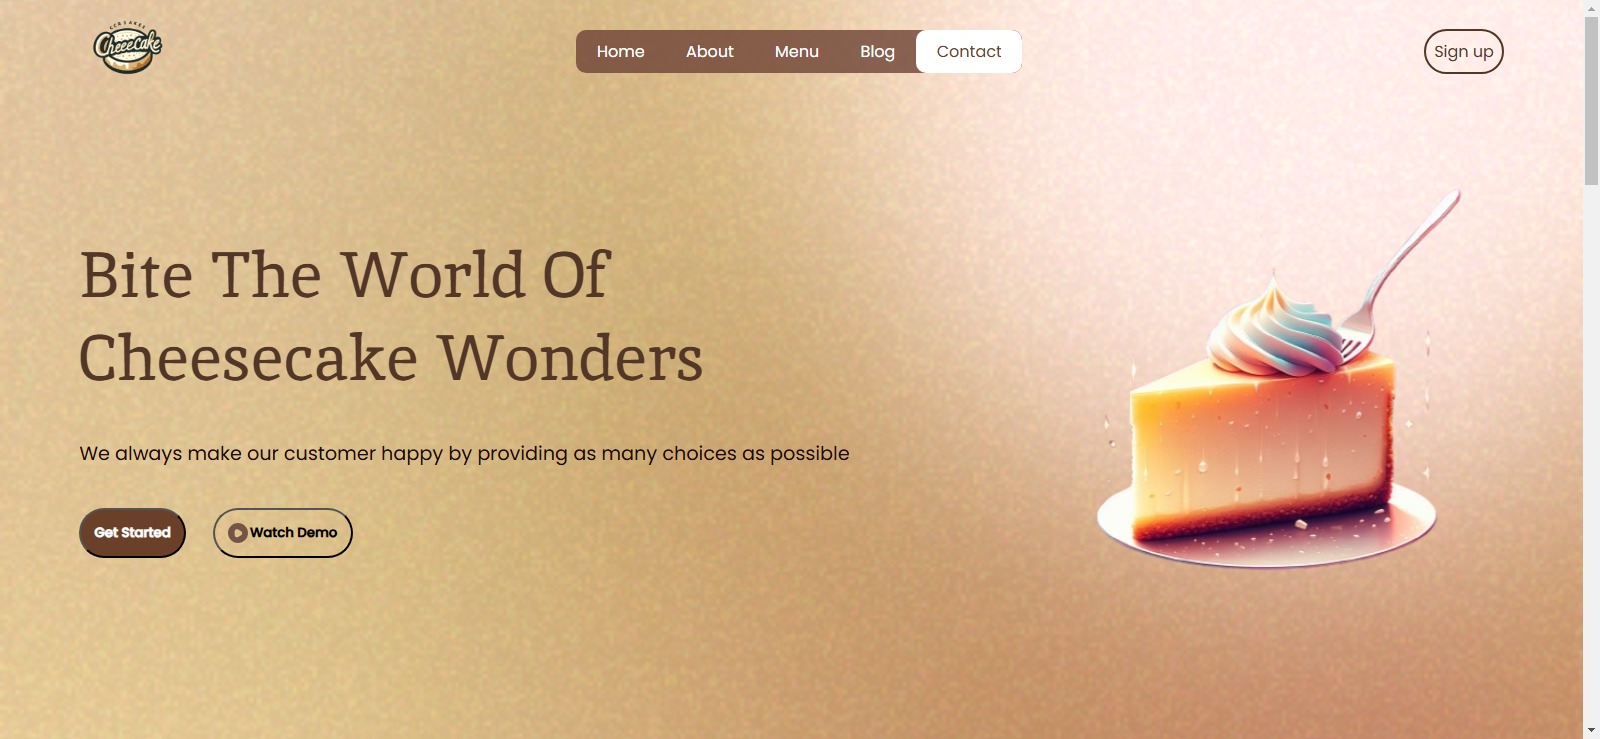 Cheeecake
Home
About
Menu
Blog
Contact
Sign up
Bite The World Of
Cheesecake Wonders
We always make our customer happy by providing as many choices as possible
Get Started
Watch Demo